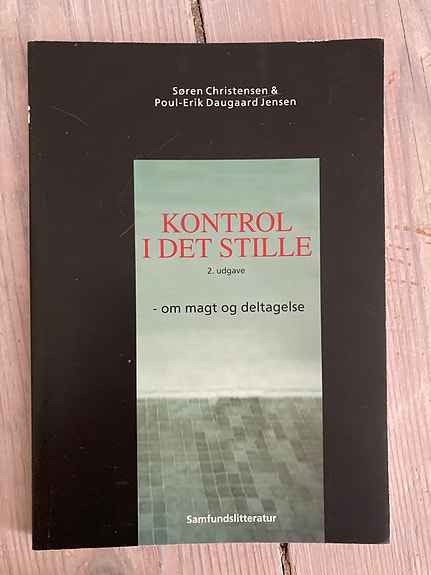 Søren Christensen &
Poul-Erik Daugaard Jensen
KONTROL
I DET STILLE
2. udgave
- om magt og deltagelse
Samfundslitteratur